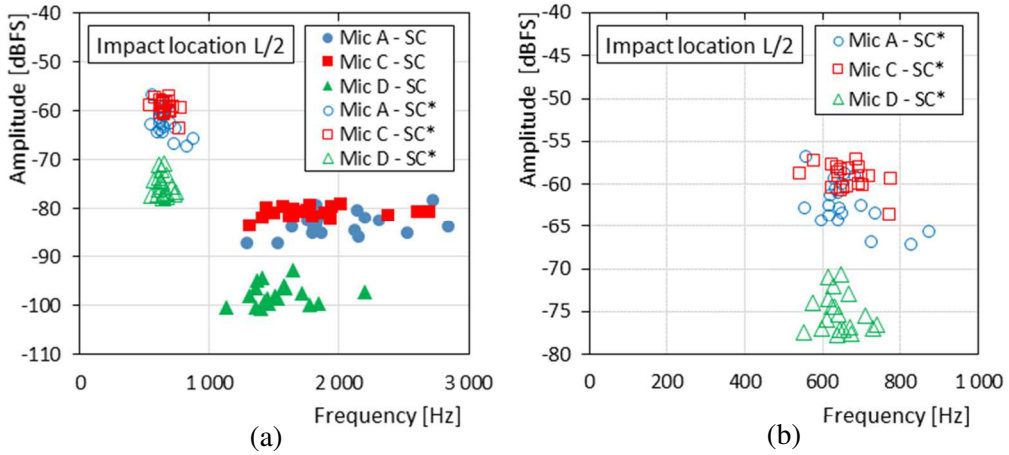 -40
-50
-60
-70
-80
-90
-100
-110
Amplitude [dBFS]
Impact location L/2
Mic A - SC
Mic C - SC
Mic D - SC
Mic A - SC*
Mic C - SC*
Mic D - SC*
0
1 000
2 000
3 000
Frequency [Hz]
(a)
-40
-45
-50
-55
-60
-65
-70
-75
-80
Amplitude [dBFS]
Impact location L/2
Mic A - SC*
Mic C - SC*
Mic D - SC*
0
200
400
600
800
1 000
Frequency [Hz]
(b)